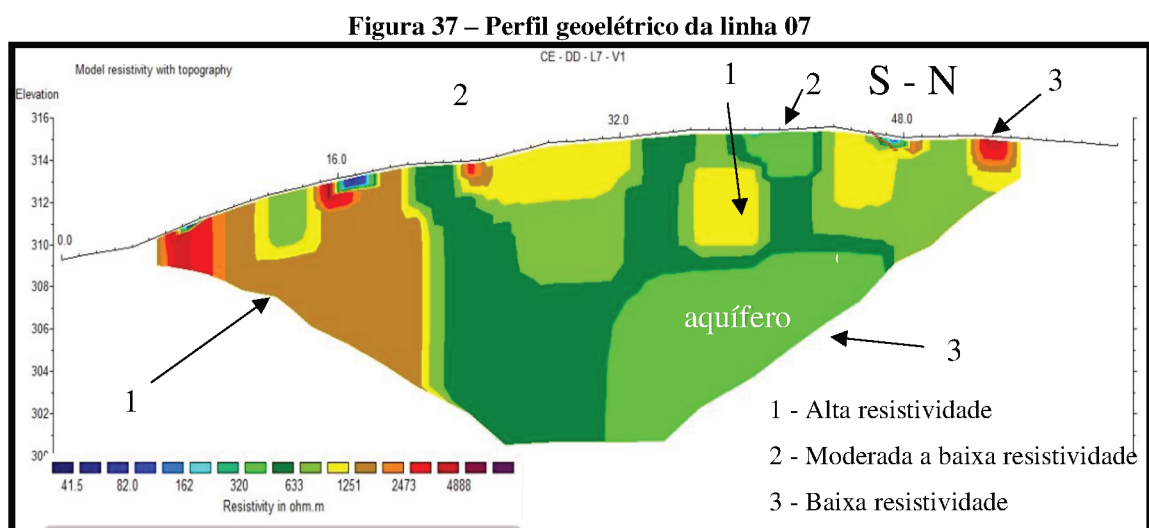 Figura 37 – Perfil geoelétrico da linha 07
CE - DD - L7 - V1
Model resistivity with topography
Elevation
1
2
S - N
3
2
316
314
312
310
308
306
304
302
30
0.0
16.0
32.0
48.0
aquífero
1
3
1 - Alta resistividade
2 - Moderada a baixa resistividade
3 - Baixa resistividade
41.5 82.0 162 320 633 1251 2473 4888
Resistivity in ohm.m